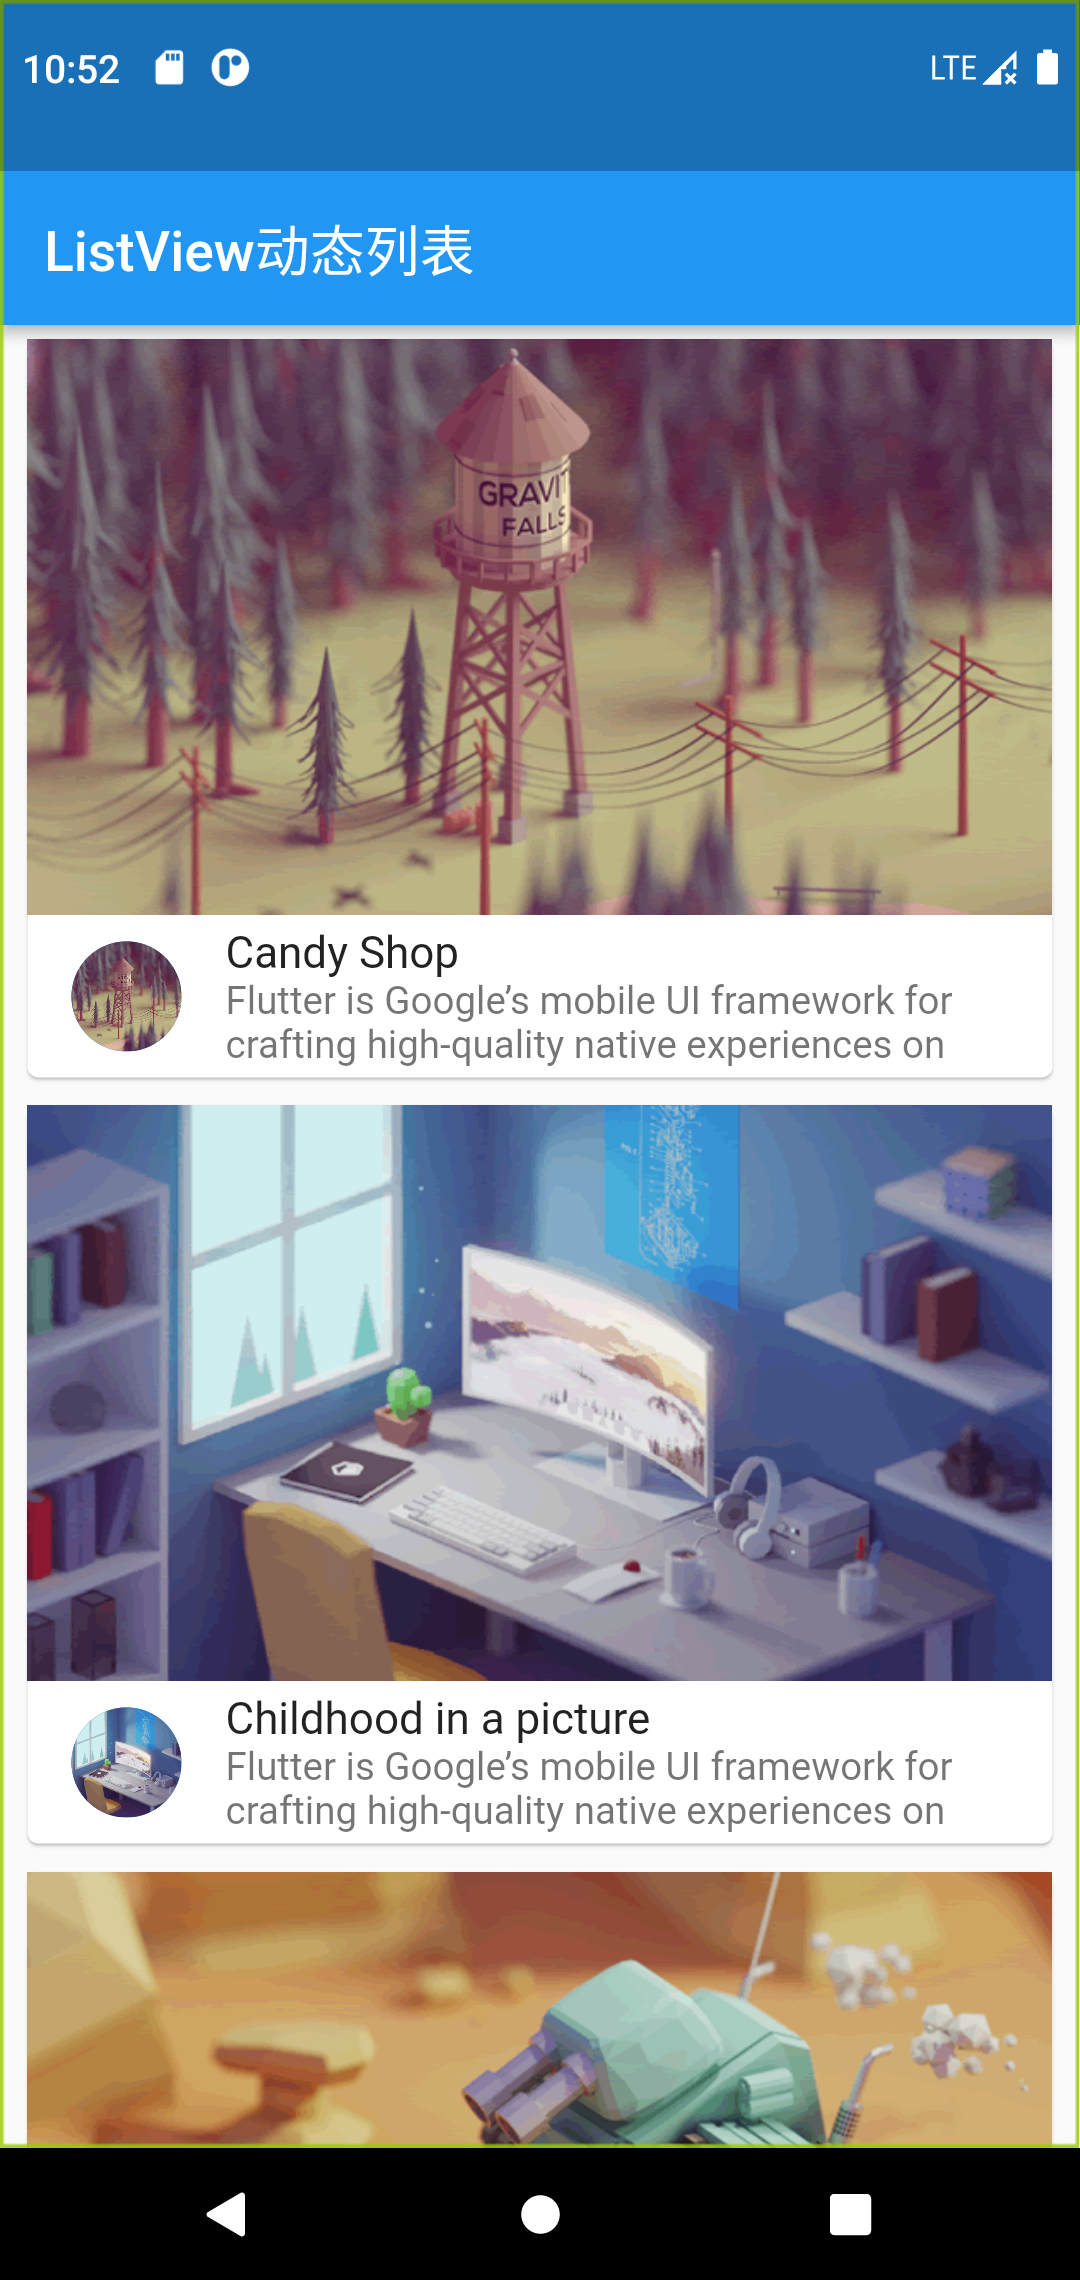 10:52
LTE
ListView动态列表
GRAVIT
FALLS
Candy Shop
Flutter is Google’s mobile UI framework for
crafting high-quality native experiences on
Childhood in a picture
Flutter is Google’s mobile UI framework for
crafting high-quality native experiences on